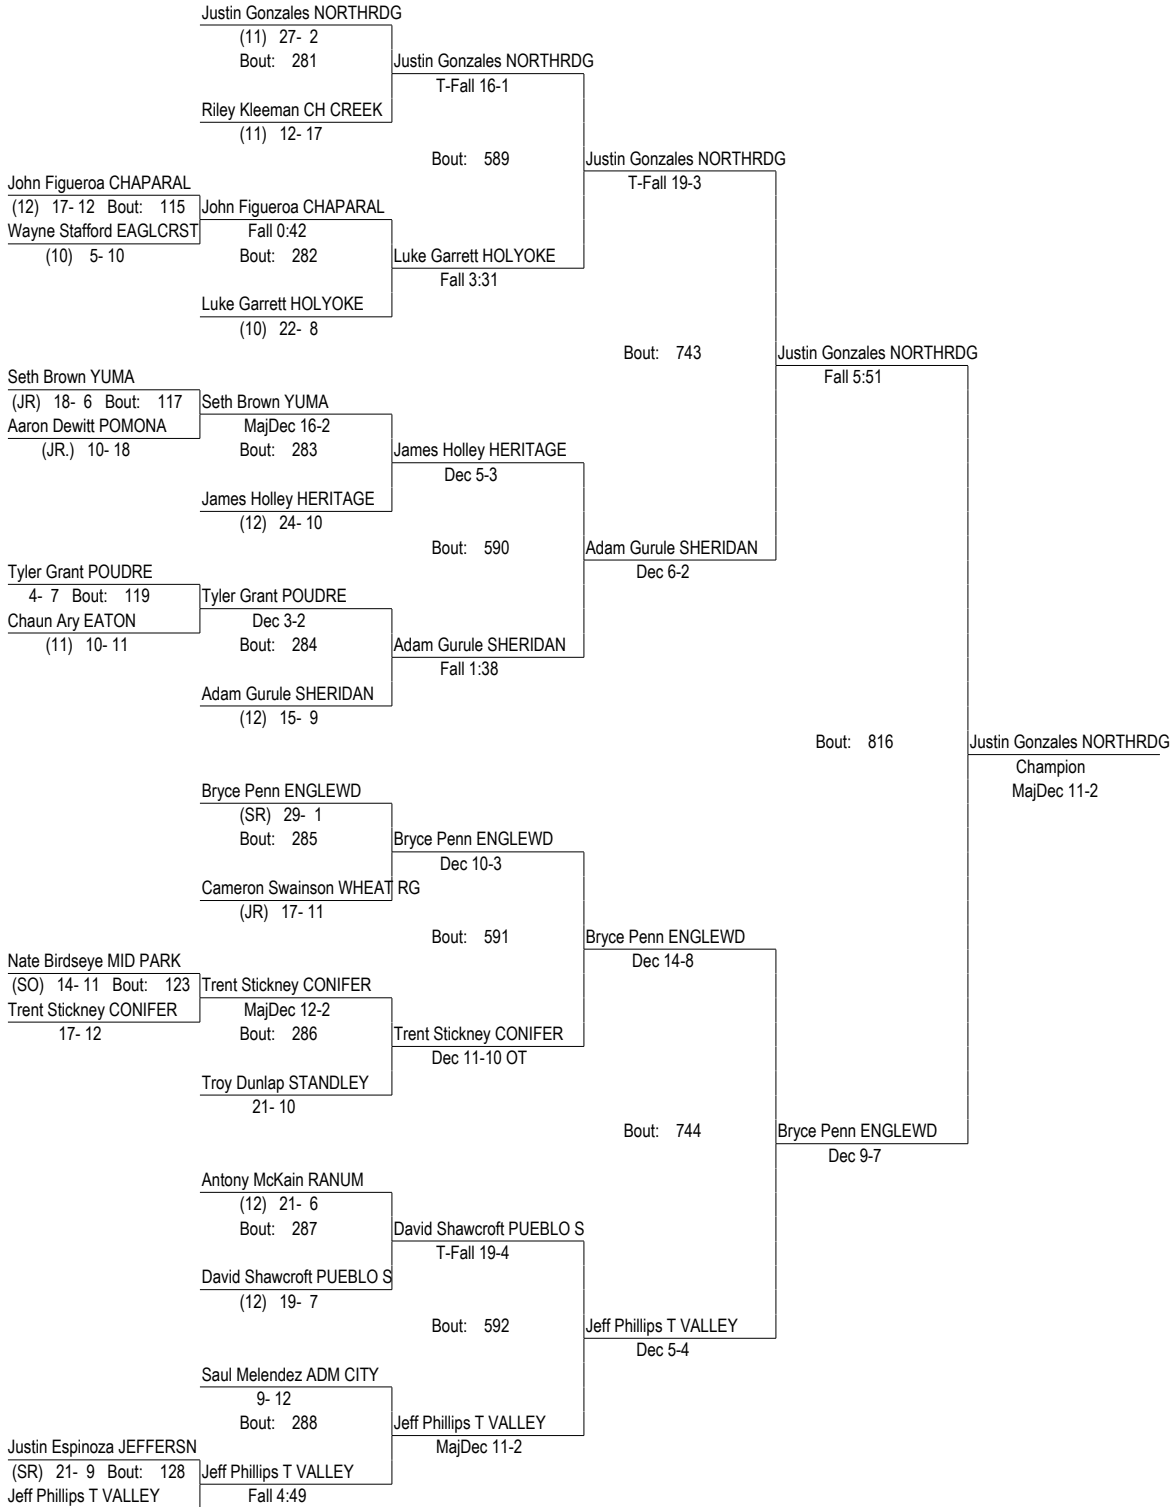 Justin Gonzales NORTHRDG
(11) 27- 2
Bout: 281
Justin Gonzales NORTHRDG
T-Fall 16-1
Riley Kleeman CH CREEK
(11) 12- 17
Bout: 589
Justin Gonzales NORTHRDG
T-Fall 19-3
John Figueroa CHAPARAL
(12) 17- 12 Bout: 115
John Figueroa CHAPARAL
Wayne Stafford EAGLCRST
Fall 0:42
(10) 5- 10
Bout: 282
Luke Garrett HOLYOKE
Fall 3:31
Luke Garrett HOLYOKE
(10) 22- 8
Bout: 743
Justin Gonzales NORTHRDG
Fall 5:51
Seth Brown YUMA
(JR) 18- 6 Bout: 117
Seth Brown YUMA
Aaron Dewitt POMONA
MajDec 16-2
(JR.) 10- 18
Bout: 283
James Holley HERITAGE
Dec 5-3
James Holley HERITAGE
(12) 24- 10
Bout: 590
Adam Gurule SHERIDAN
Dec 6-2
Tyler Grant POUDRE
4- 7 Bout: 119
Tyler Grant POUDRE
Chaun Ary EATON
Dec 3-2
(11) 10- 11
Bout: 284
Adam Gurule SHERIDAN
Fall 1:38
Adam Gurule SHERIDAN
(12) 15- 9
Bout: 816
Justin Gonzales NORTHRDG
Champion
MajDec 11-2
Bryce Penn ENGLEWD
(SR) 29- 1
Bout: 285
Bryce Penn ENGLEWD
Dec 10-3
Cameron Swainson WHEAT RG
(JR) 17- 11
Bout: 591
Bryce Penn ENGLEWD
Dec 14-8
Nate Birdseye MID PARK
(SO) 14- 11 Bout: 123
Trent Stickney CONIFER
Trent Stickney CONIFER
MajDec 12-2
17- 12
Bout: 286
Trent Stickney CONIFER
Dec 11-10 OT
Troy Dunlap STANDLEY
21- 10
Bout: 744
Bryce Penn ENGLEWD
Dec 9-7
Antony McKain RANUM
(12) 21- 6
Bout: 287
David Shawcroft PUEBLO S
T-Fall 19-4
David Shawcroft PUEBLO S
(12) 19- 7
Bout: 592
Jeff Phillips T VALLEY
Dec 5-4
Saul Melendez ADM CITY
9- 12
Bout: 288
Jeff Phillips T VALLEY
MajDec 11-2
Justin Espinoza JEFFERSN
(SR) 21- 9 Bout: 128
Jeff Phillips T VALLEY
Jeff Phillips T VALLEY
Fall 4:49